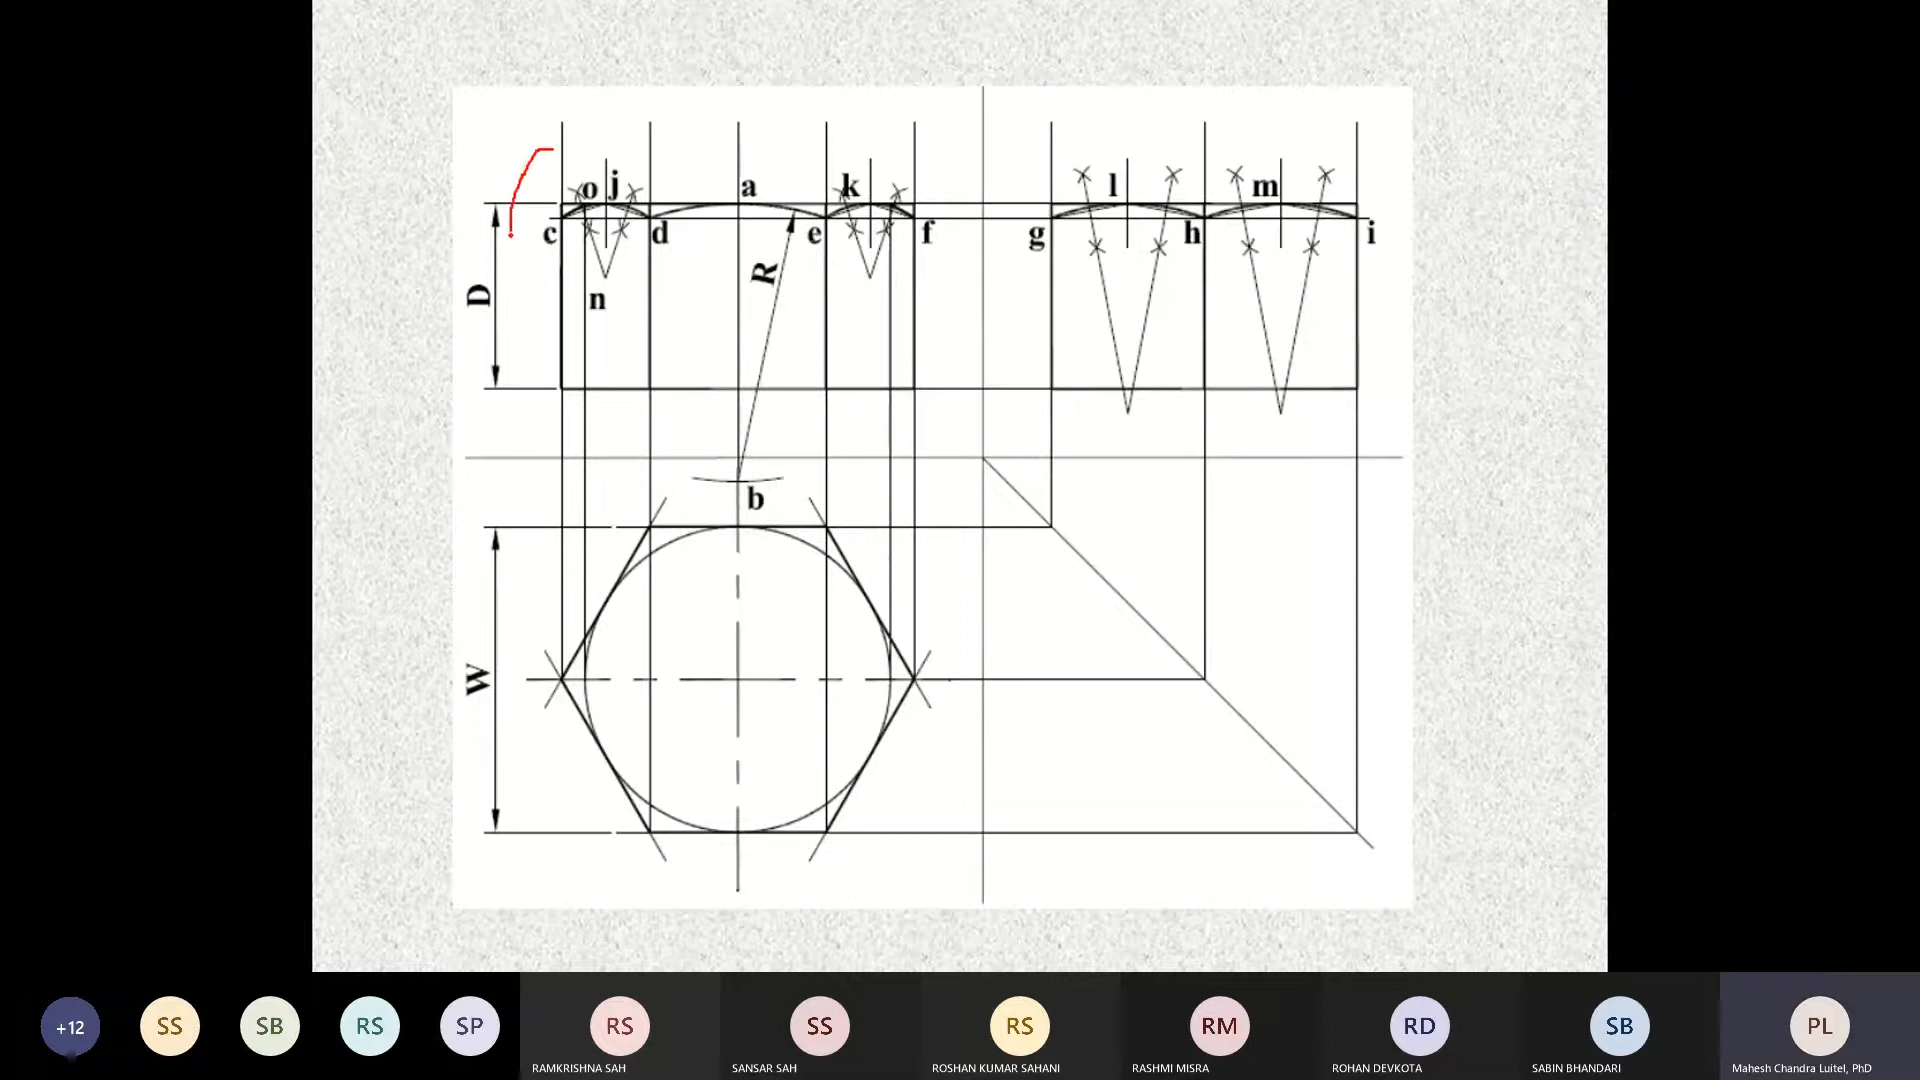 o j a k l m
c d e f g h i
R
D
n
b
W
+12 SS SB RS SP RS SS RS RM RD SB PL
RAMKRISHNA SAH SANSAR SAH ROSHAN KUMAR SAHANI RASHMI MISRA ROHAN DEVKOTA SABIN BHANDARI Mahesh Chandra Luitel, PhD